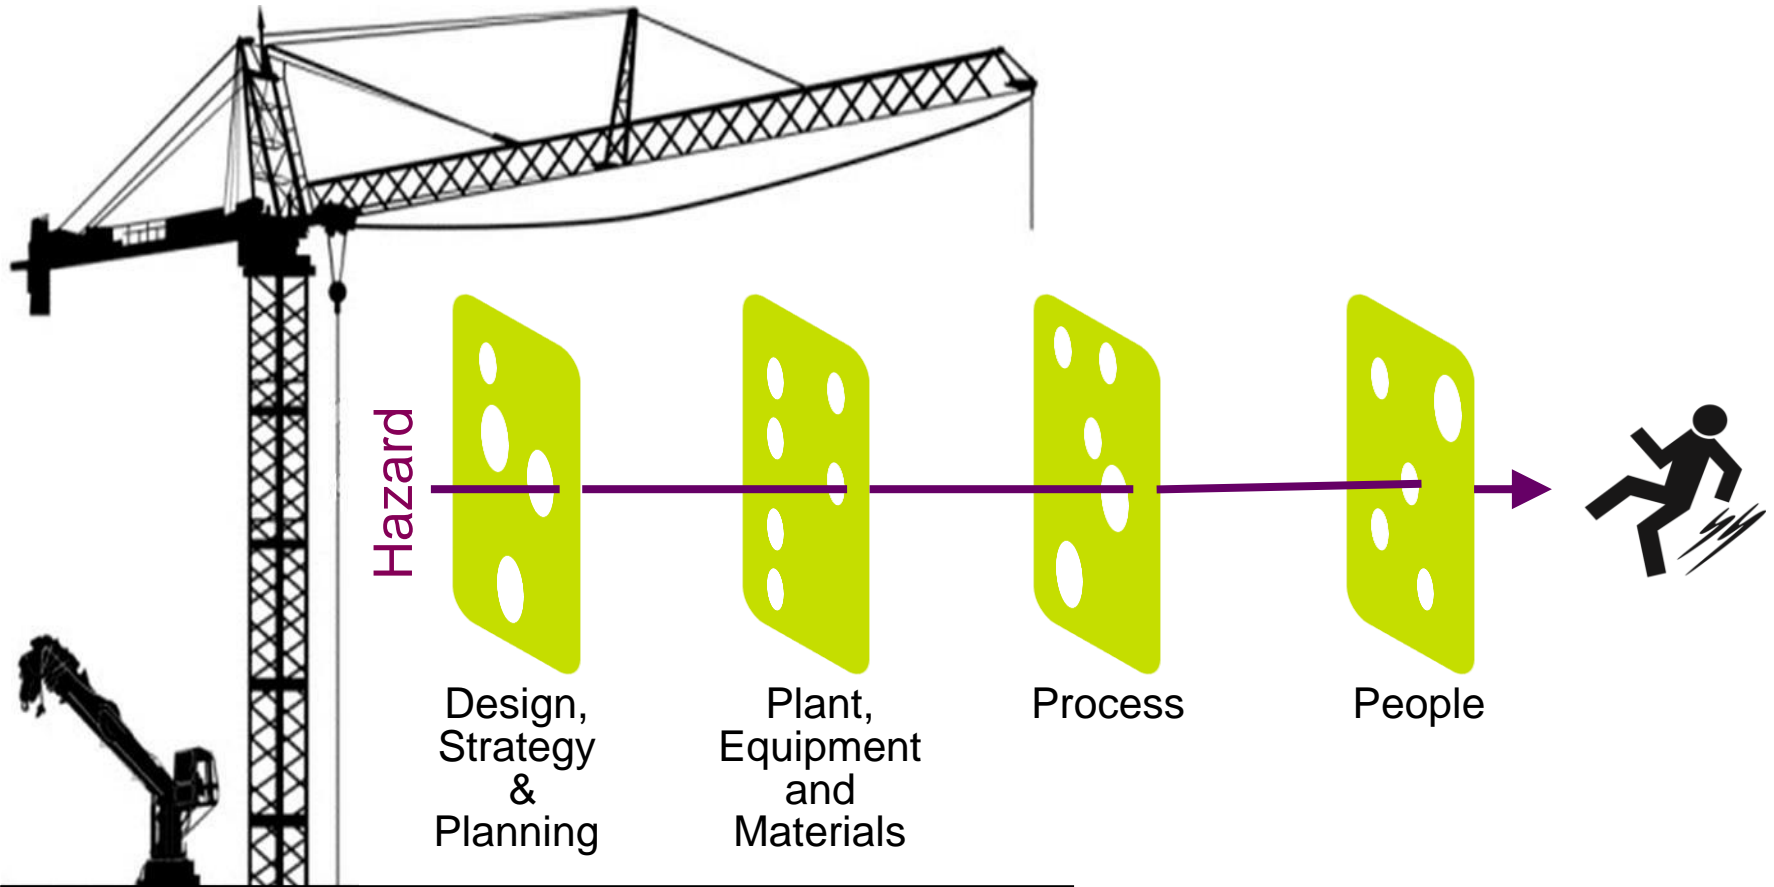 Hazard
Design,
Strategy
&
Planning
Plant,
Equipment
and
Materials
Process
People